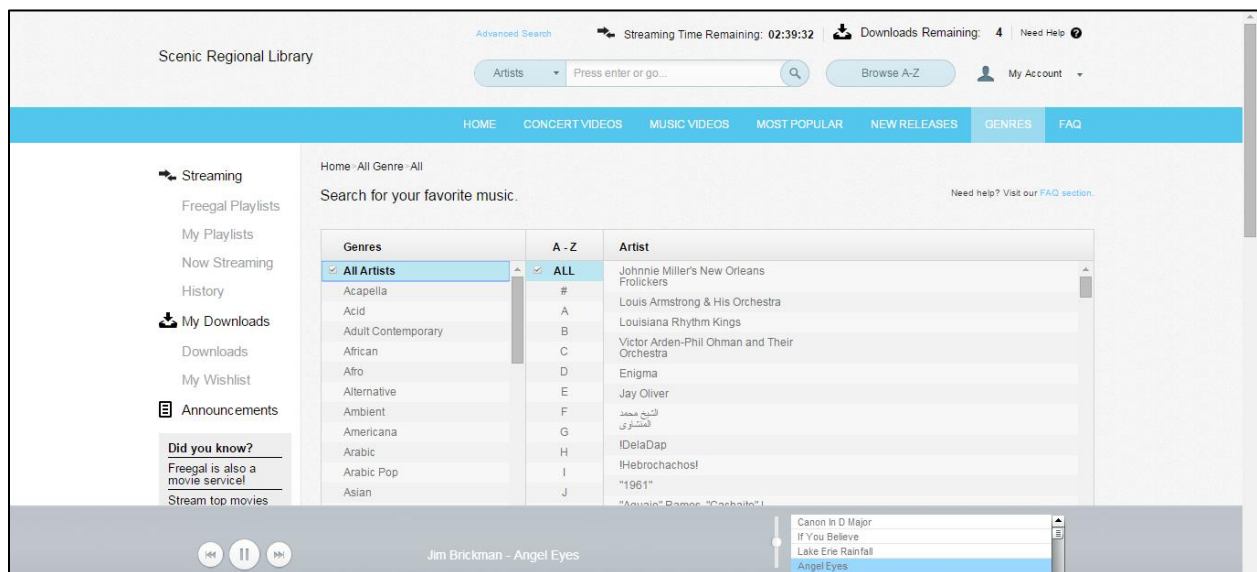 Scenic Regional Library
Advanced Search
Streaming Time Remaining: 02:39:32
Downloads Remaining: 4
Need Help
Artists
Press enter or go...
Browse A-Z
My Account
HOME
CONCERT VIDEOS
MUSIC VIDEOS
MOST POPULAR
NEW RELEASES
GENRES
FAQ
Streaming
Freegal Playlists
My Playlists
Now Streaming
History
My Downloads
Downloads
My Wishlist
Announcements
Did you know?
Freegal is also a
movie service!
Stream top movies
Home>All Genre>All
Search for your favorite music.
Need help? Visit our FAQ section.
Genres
All Artists
Acapella
Acid
Adult Contemporary
African
Afro
Alternative
Ambient
Americana
Arabic
Arabic Pop
Asian
A - Z
ALL
#
A
B
C
D
E
F
G
H
I
J
Artist
Johnnie Miller's New Orleans
Frolickers
Louis Armstrong & His Orchestra
Louisiana Rhythm Kings
Victor Arden-Phil Ohman and Their
Orchestra
Enigma
Jay Oliver
الشيخ محمد
المنشاوى
!DelaDap
!Hebrochachos!
"1961"
Jim Brickman - Angel Eyes
Canon In D Major
If You Believe
Lake Erie Rainfall
Angel Eyes